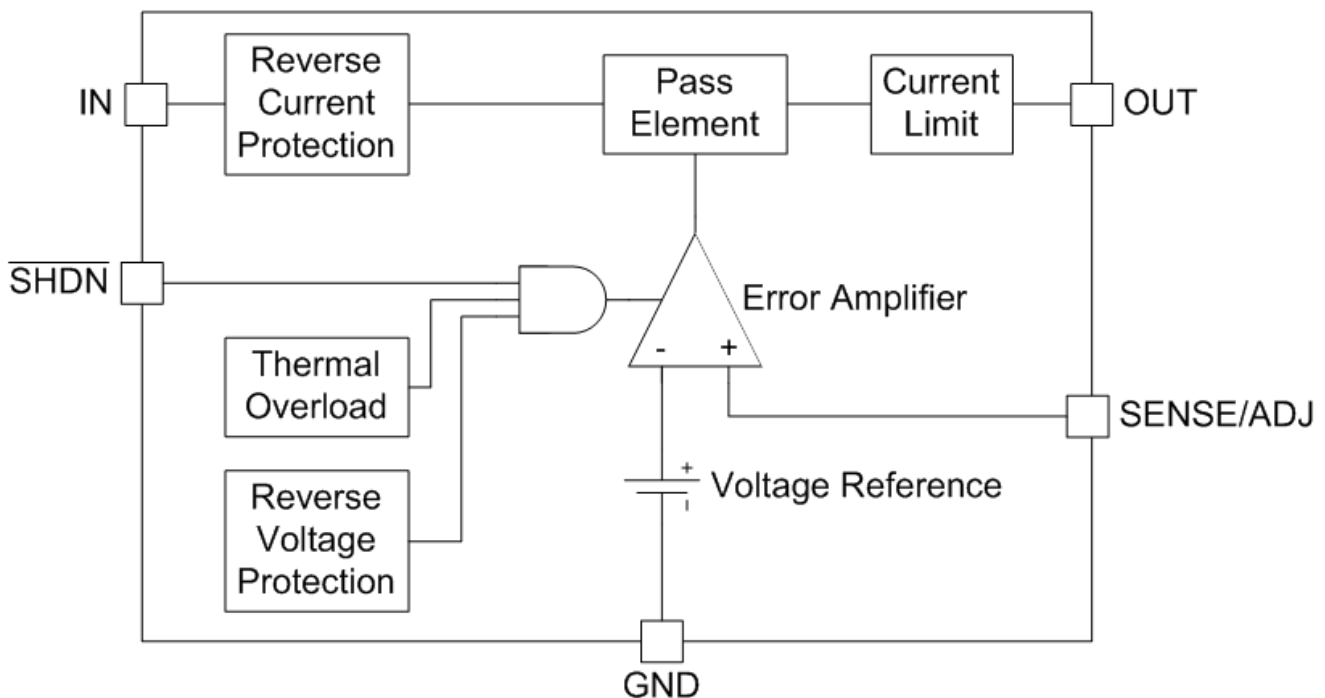 Reverse
Current
Protection
Pass
Element
Current
Limit
IN
OUT
SHDN
Error Amplifier
- +
Thermal
Overload
SENSE/ADJ
+
Voltage Reference
-
Reverse
Voltage
Protection
GND